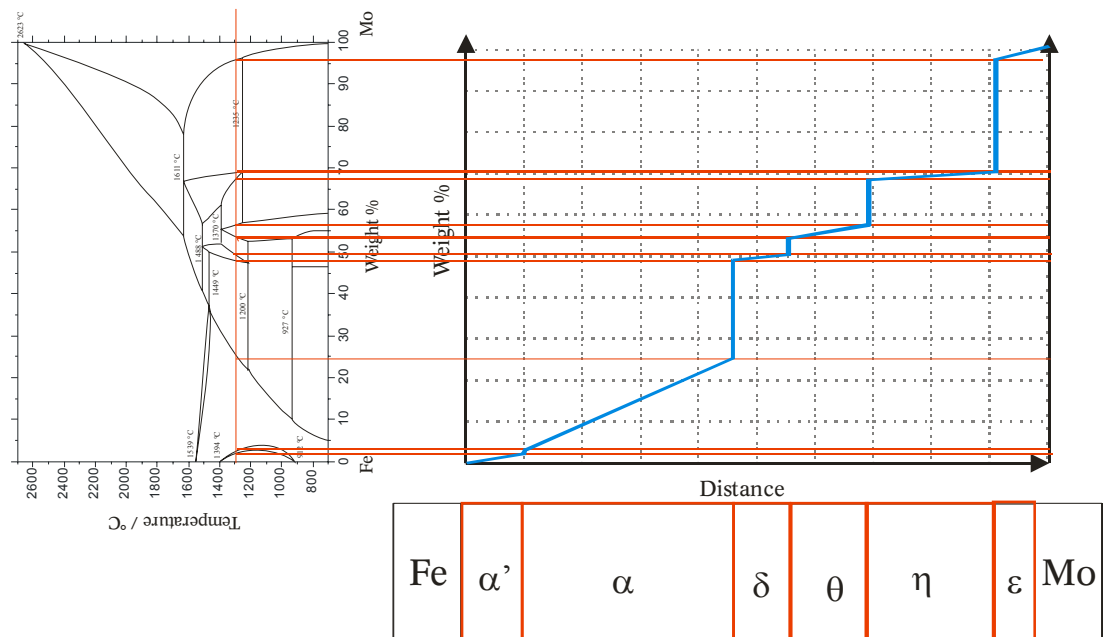 2623 °C
Mo
100
90
80
70
60
50
40
30
20
10
0
Weight %
Fe
1235 °C
1611 °C
1370 °C
1488 °C
1449 °C
1200 °C
927 °C
1539 °C
1394 °C
912 °C
2600
2400
2200
2000
1800
1600
1400
1200
1000
800
Temperature / °C
Weight %
Distance
Fe α’ α δ θ η ε Mo